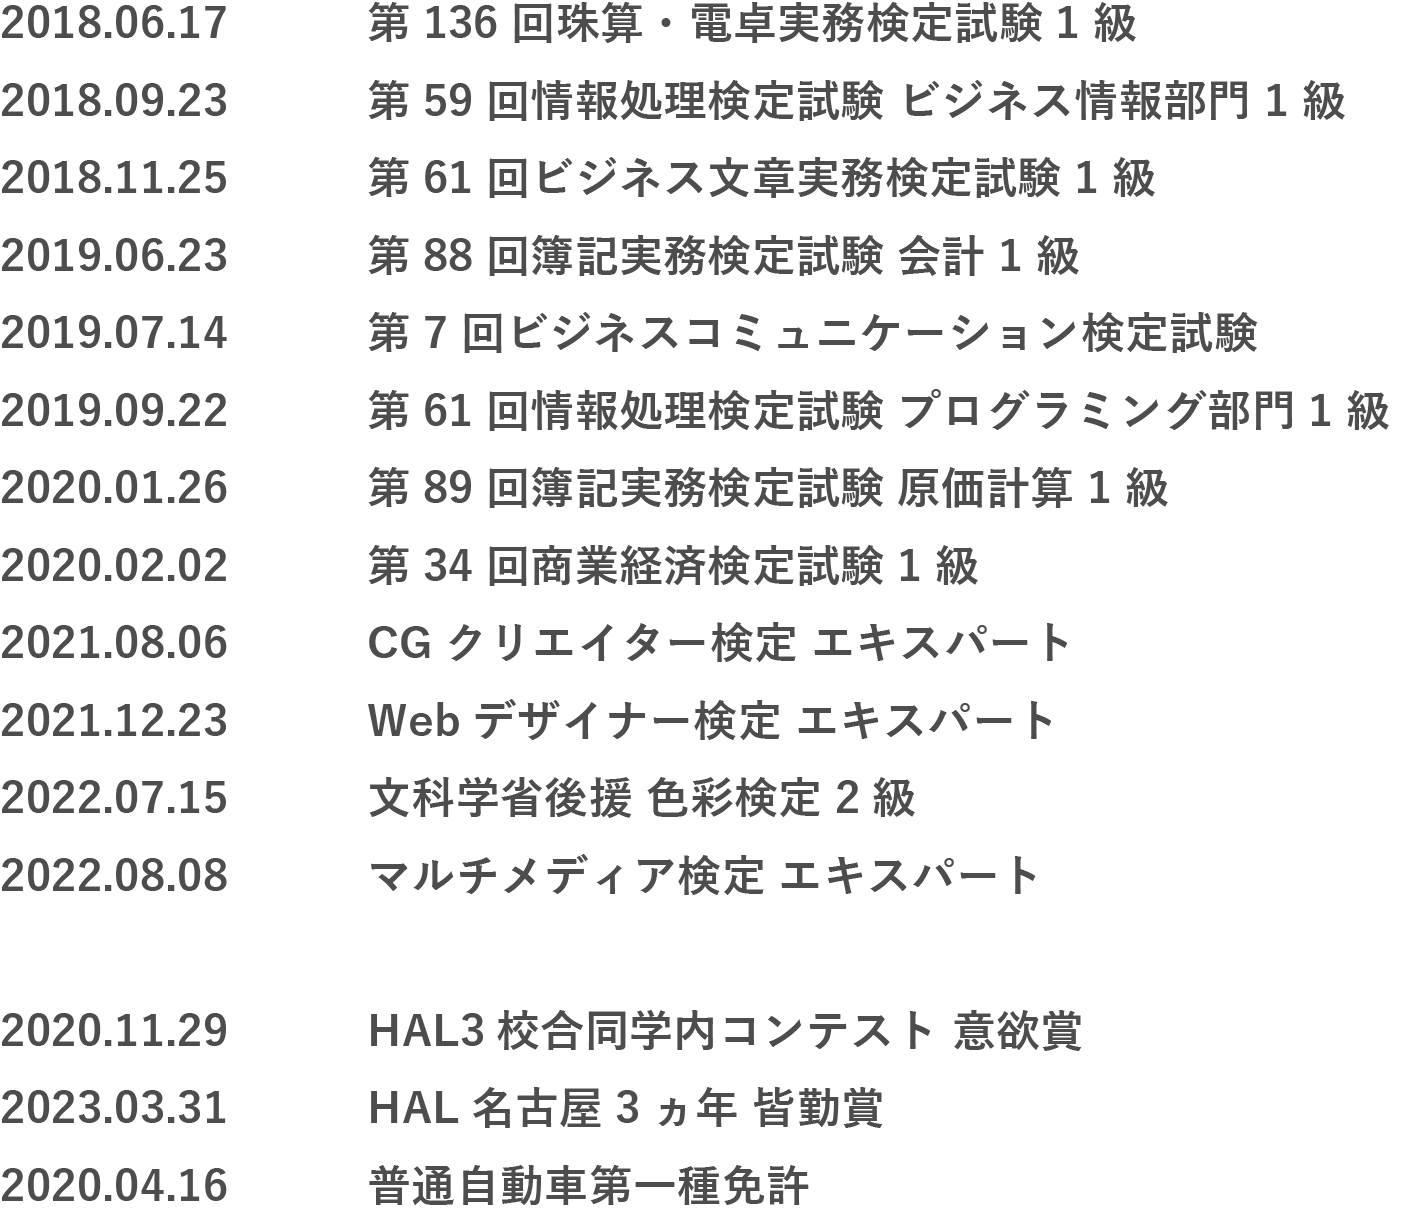 2018.06.17 第 136 回珠算・電卓実務検定試験 1 級
2018.09.23 第 59 回情報処理検定試験 ビジネス情報部門 1 級
2018.11.25 第 61 回ビジネス文章実務検定試験 1 級
2019.06.23 第 88 回簿記実務検定試験 会計 1 級
2019.07.14 第 7 回ビジネスコミュニケーション検定試験
2019.09.22 第 61 回情報処理検定試験 プログラミング部門 1 級
2020.01.26 第 89 回簿記実務検定試験 原価計算 1 級
2020.02.02 第 34 回商業経済検定試験 1 級
2021.08.06 CG クリエイター検定 エキスパート
2021.12.23 Web デザイナー検定 エキスパート
2022.07.15 文科学省後援 色彩検定 2 級
2022.08.08 マルチメディア検定 エキスパート
2020.11.29 HAL3 校合同学内コンテスト 意欲賞
2023.03.31 HAL 名古屋 3 ヵ年 皆勤賞
2020.04.16 普通自動車第一種免許